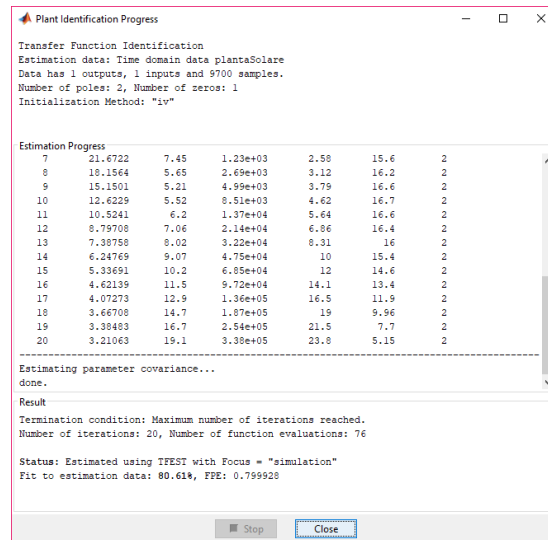 Plant Identification Progress
Transfer Function Identification
Estimation data: Time domain data plantaSolare
Data has 1 outputs, 1 inputs and 9700 samples.
Number of poles: 2, Number of zeros: 1
Initialization Method: "iv"
Estimation Progress
7 21.6722 7.45 1.23e+03 2.58 15.6 2
8 18.1564 5.65 2.69e+03 3.12 16.2 2
9 15.1501 5.21 4.99e+03 3.79 16.6 2
10 12.6229 5.52 8.51e+03 4.62 16.7 2
11 10.5241 6.2 1.37e+04 5.64 16.6 2
12 8.79708 7.06 2.14e+04 6.86 16.4 2
13 7.38758 8.02 3.22e+04 8.31 16 2
14 6.24769 9.07 4.75e+04 10 15.4 2
15 5.33691 10.2 6.85e+04 12 14.6 2
16 4.62139 11.5 9.72e+04 14.1 13.4 2
17 4.07273 12.9 1.36e+05 16.5 11.9 2
18 3.66708 14.7 1.87e+05 19 9.96 2
19 3.38483 16.7 2.54e+05 21.5 7.7 2
20 3.21063 19.1 3.38e+05 23.8 5.15 2
--------------------------------------------------------------------------------
Estimating parameter covariance...
done.
Result
Termination condition: Maximum number of iterations reached.
Number of iterations: 20, Number of function evaluations: 76
Status: Estimated using TFEST with Focus = "simulation"
Fit to estimation data: 80.61%, FPE: 0.799928
Stop Close